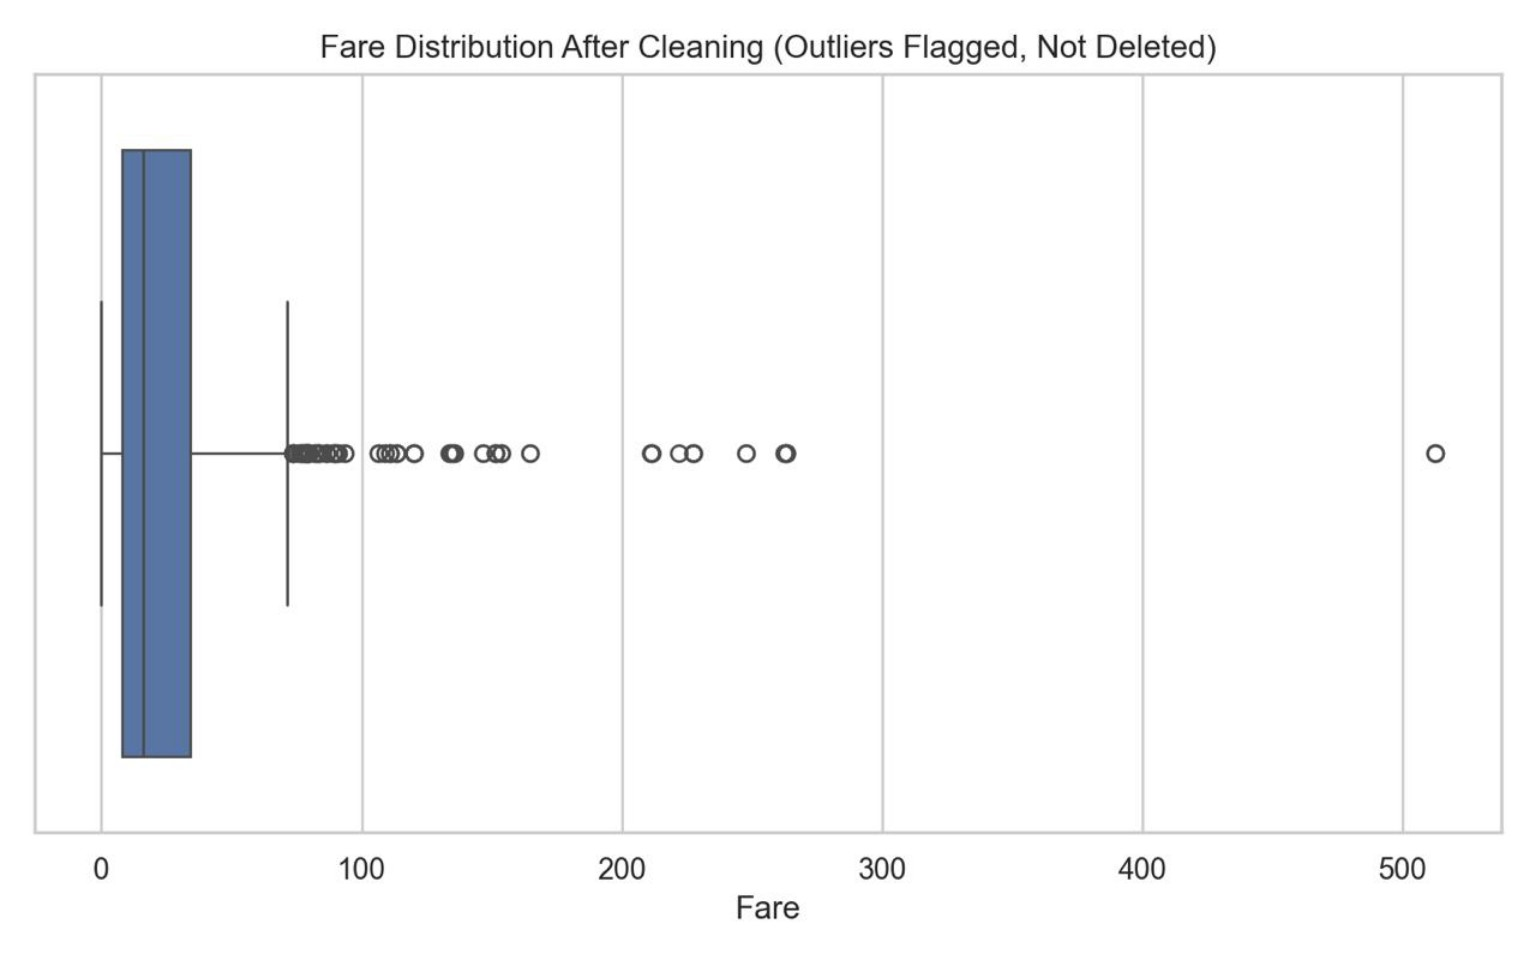 Fare Distribution After Cleaning (Outliers Flagged, Not Deleted)
0 100 200 300 400 500
Fare